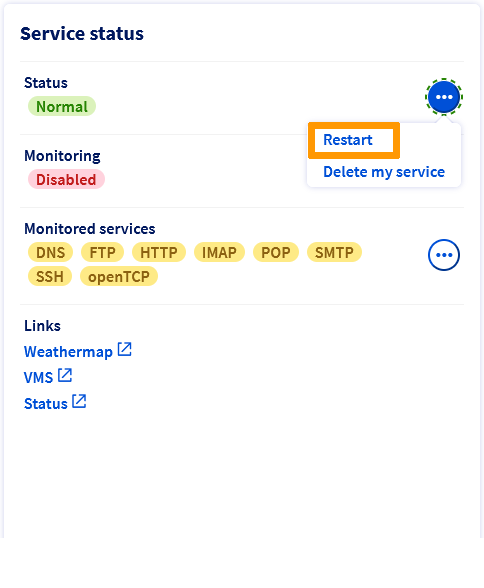 Service status
Status
Normal
Restart
Delete my service
Monitoring
Disabled
Monitored services
DNS FTP HTTP IMAP POP SMTP
SSH openTCP
Links
Weathermap
VMS
Status